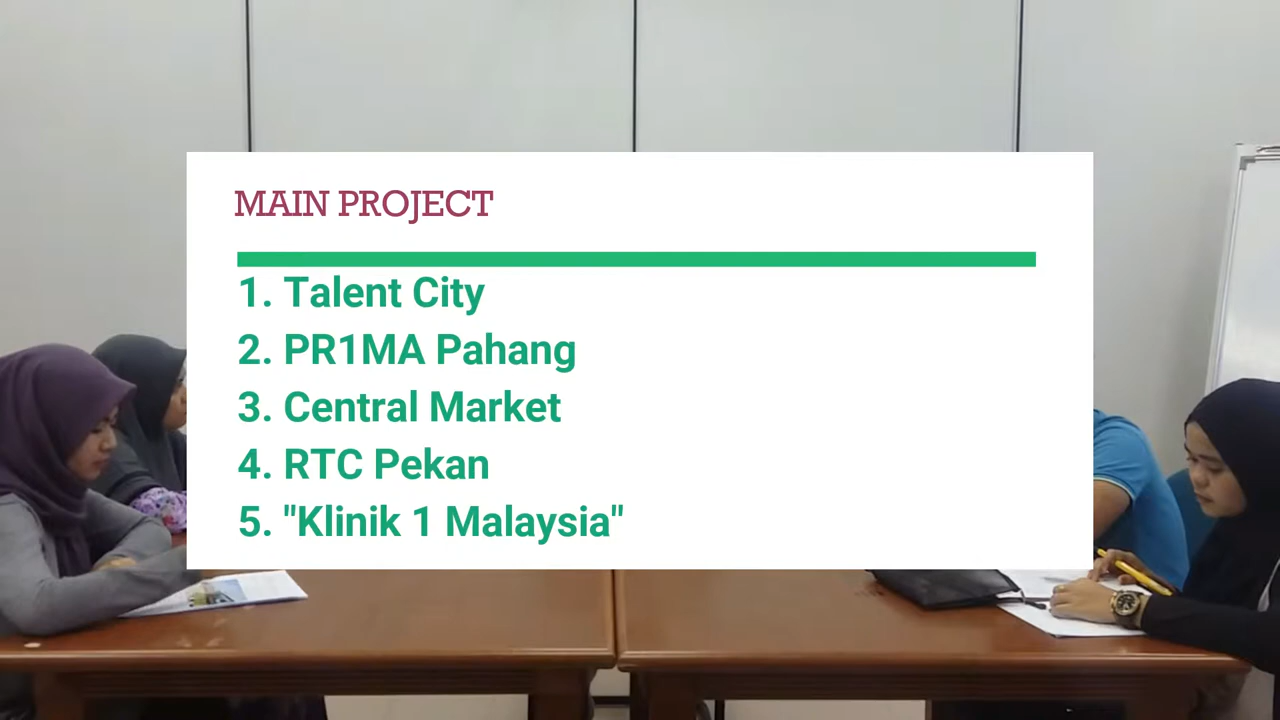 MAIN PROJECT
1. Talent City
2. PR1MA Pahang
3. Central Market
4. RTC Pekan
5. "Klinik 1 Malaysia"